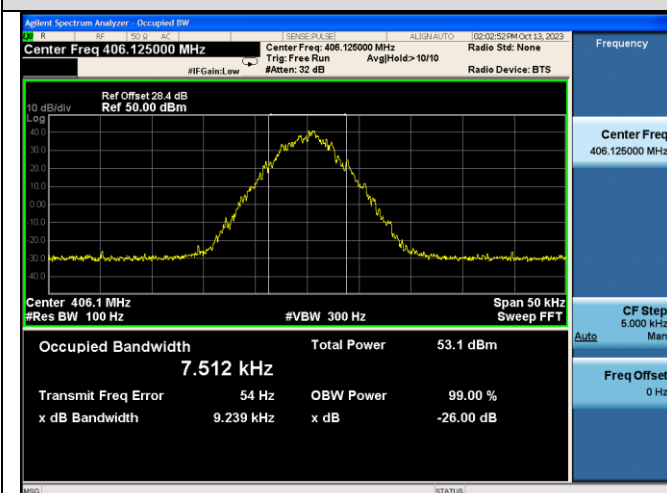 Agilent Spectrum Analyzer - Occupied BW
R RF 50 Ω AC SENSE:PULSE ALIGN AUTO 02:02:52 PM Oct 13, 2023
Center Freq 406.125000 MHz Center Freq: 406.125000 MHz Radio Std: None
Trig: Free Run Avg|Hold:>10/10
#IFGain:Low #Atten: 32 dB Radio Device: BTS
Frequency
Ref Offset 28.4 dB
10 dB/div Ref 50.00 dBm
Log
40.0
30.0
20.0
10.0
0.00
-10.0
-20.0
-30.0
-40.0
Center 406.1 MHz Span 50 kHz
#Res BW 100 Hz #VBW 300 Hz Sweep FFT
Occupied Bandwidth Total Power 53.1 dBm
7.512 kHz
Transmit Freq Error 54 Hz OBW Power 99.00 %
x dB Bandwidth 9.239 kHz x dB -26.00 dB
Center Freq
406.125000 MHz
CF Step
5.000 kHz
Auto Man
Freq Offset
0 Hz
MSG STATUS